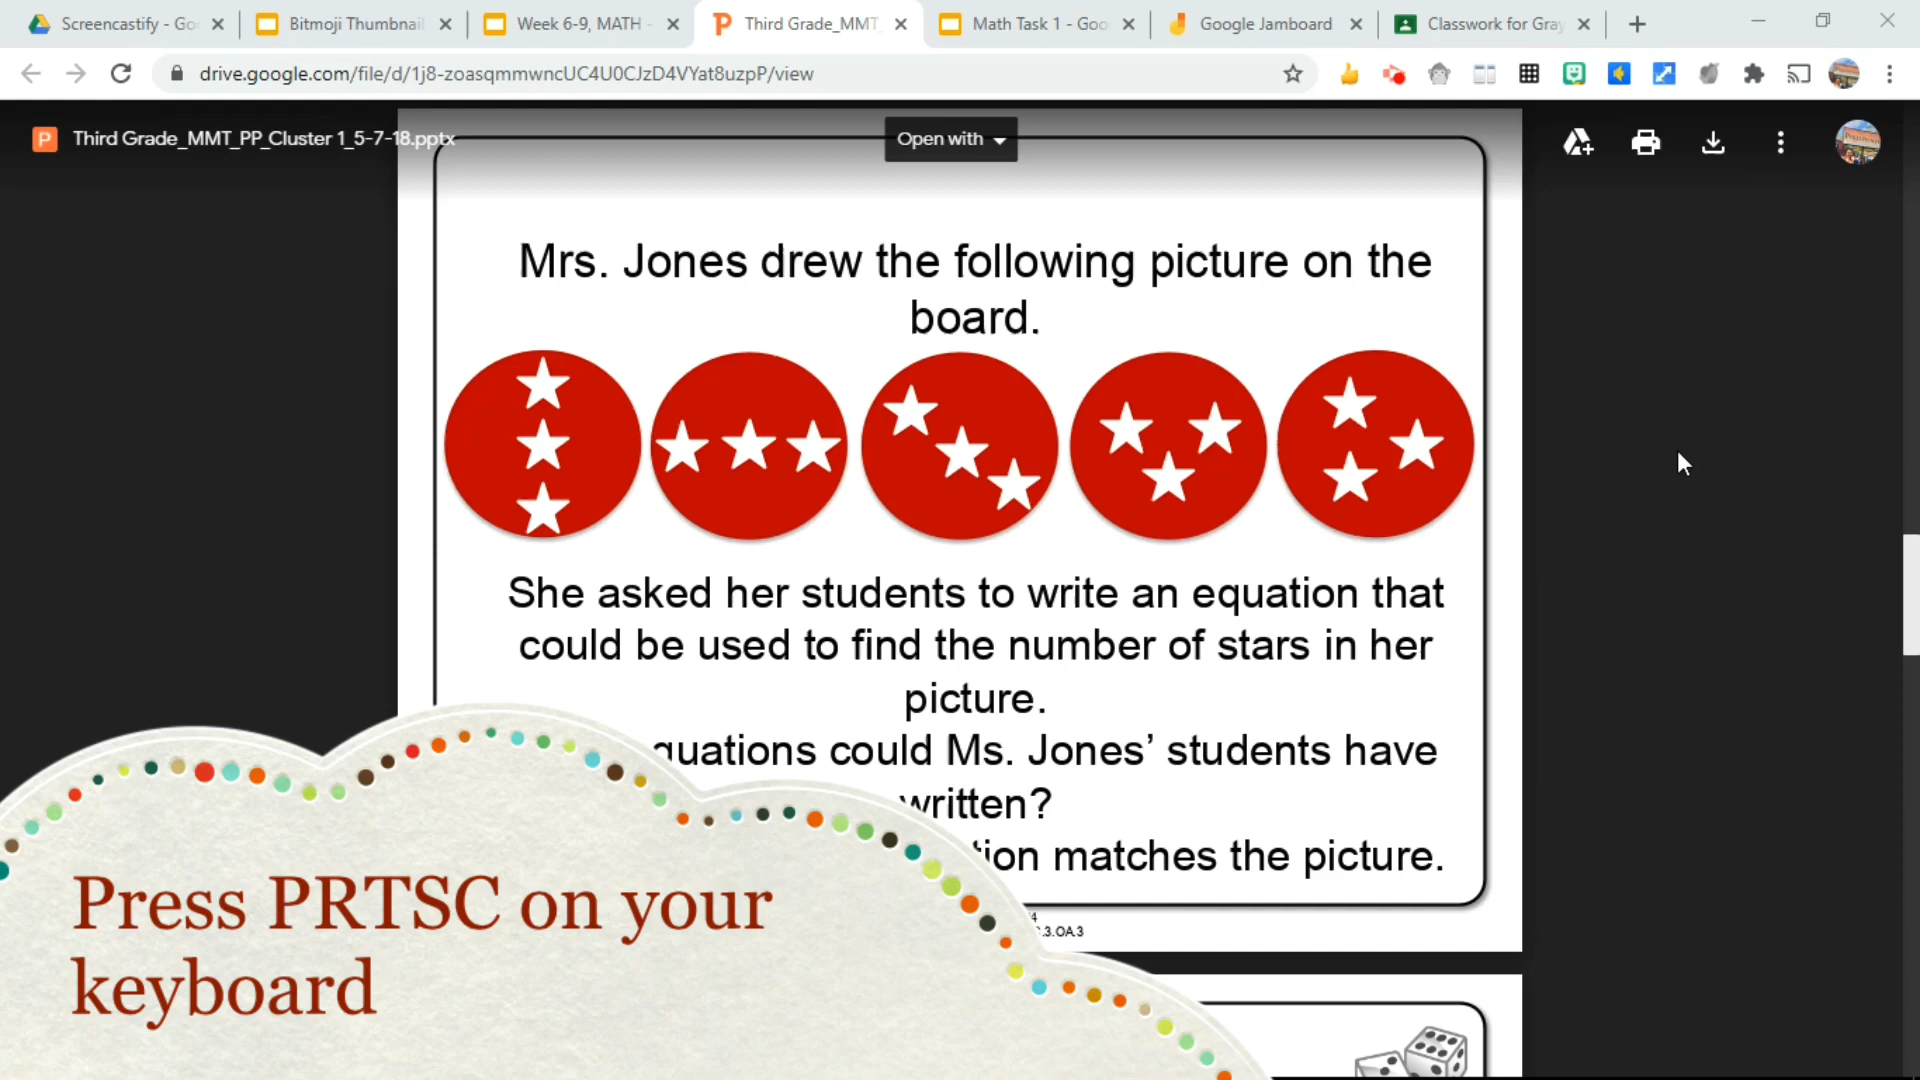 Screencastify - Go
Bitmoji Thumbnail
Week 6-9, MATH -
Third Grade_MMT_
Math Task 1 - Goo
Google Jamboard
Classwork for Gray
drive.google.com/file/d/1j8-zoasqmmwncUC4U0CJzD4VYat8uzpP/view
Third Grade_MMT_PP_Cluster 1_5-7-18.pptx
Open with
Mrs. Jones drew the following picture on the
board.
She asked her students to write an equation that
could be used to find the number of stars in her
picture.
quations could Ms. Jones’ students have
written?
tion matches the picture.
.3.OA.3
Press PRTSC on your
keyboard